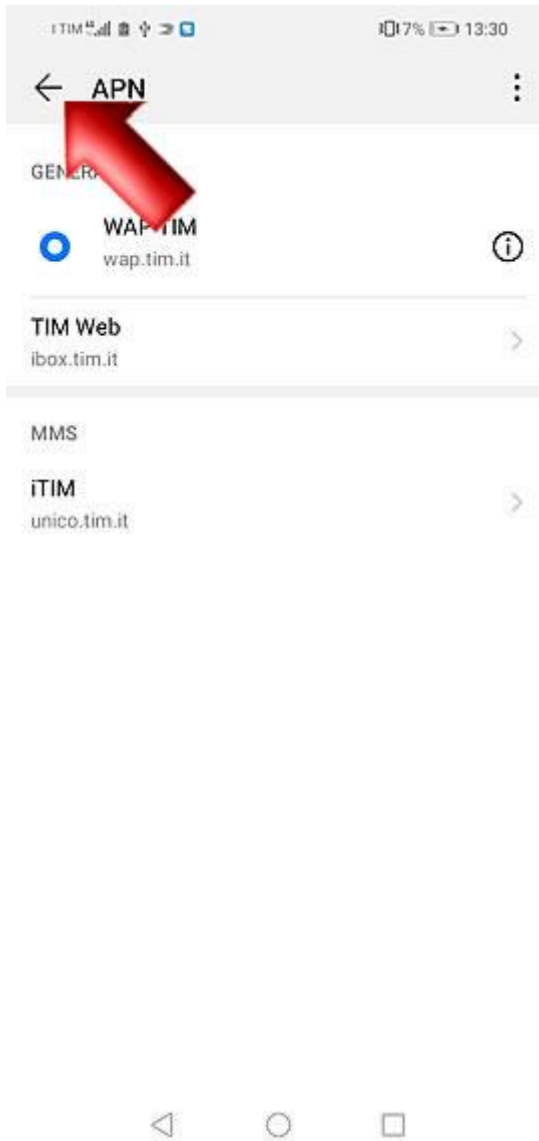 I TIM 7% 13:30
APN
WAP TIM
wap.tim.it
TIM Web
ibox.tim.it
MMS
iTIM
unico.tim.it